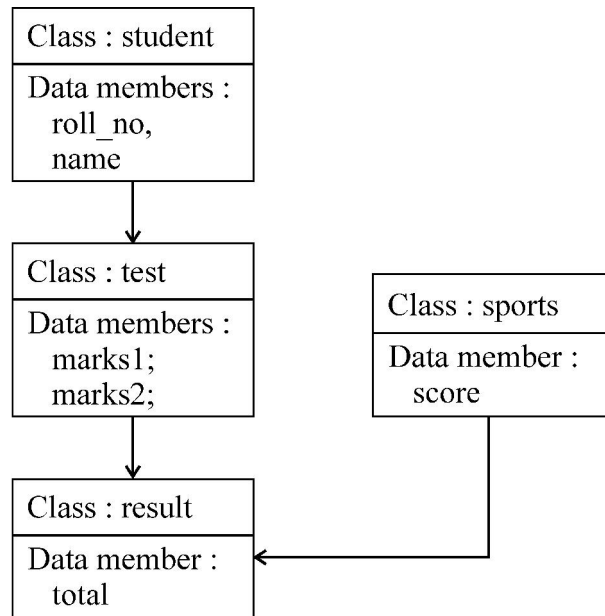 Class : student
Data members :
roll_no,
name
Class : test
Data members :
marks1;
marks2;
Class : sports
Data member :
score
Class : result
Data member :
total